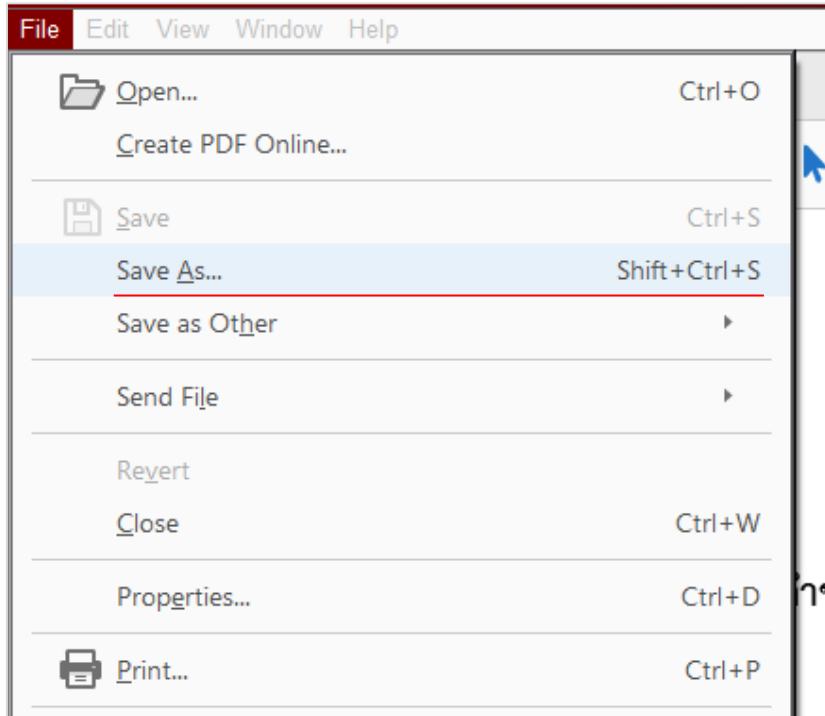 File Edit View Window Help
Open... Ctrl+O
Create PDF Online...
Save Ctrl+S
Save As... Shift+Ctrl+S
Save as Other
Send File
Revert
Close Ctrl+W
Properties... Ctrl+D
Print... Ctrl+P